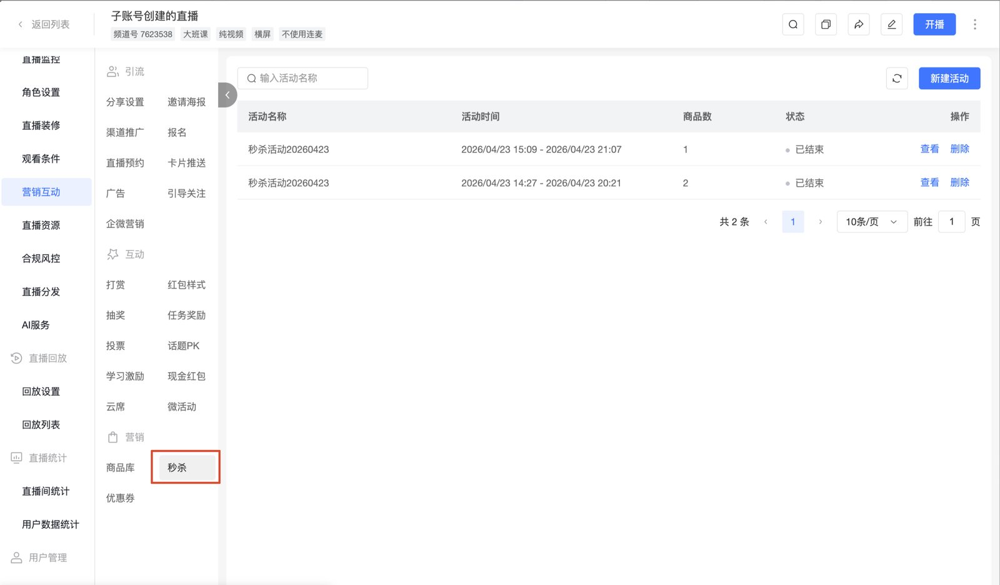 返回列表
子账号创建的直播
频道号 7623538 大班课 纯视频 横屏 不使用连麦
开播
直播监控
角色设置
直播装修
观看条件
营销互动
直播资源
合规风控
直播分发
AI服务
直播回放
回放设置
回放列表
直播统计
直播间统计
用户数据统计
用户管理
引流
分享设置 邀请海报
渠道推广 报名
直播预约 卡片推送
广告 引导关注
企微营销
互动
打赏 红包样式
抽奖 任务奖励
投票 话题PK
学习激励 现金红包
云席 微活动
营销
商品库 秒杀
优惠券
输入活动名称
新建活动
活动名称 活动时间 商品数 状态 操作
秒杀活动20260423 2026/04/23 15:09 - 2026/04/23 21:07 1 已结束 查看 删除
秒杀活动20260423 2026/04/23 14:27 - 2026/04/23 20:21 2 已结束 查看 删除
共 2 条 1 10条/页 前往 1 页